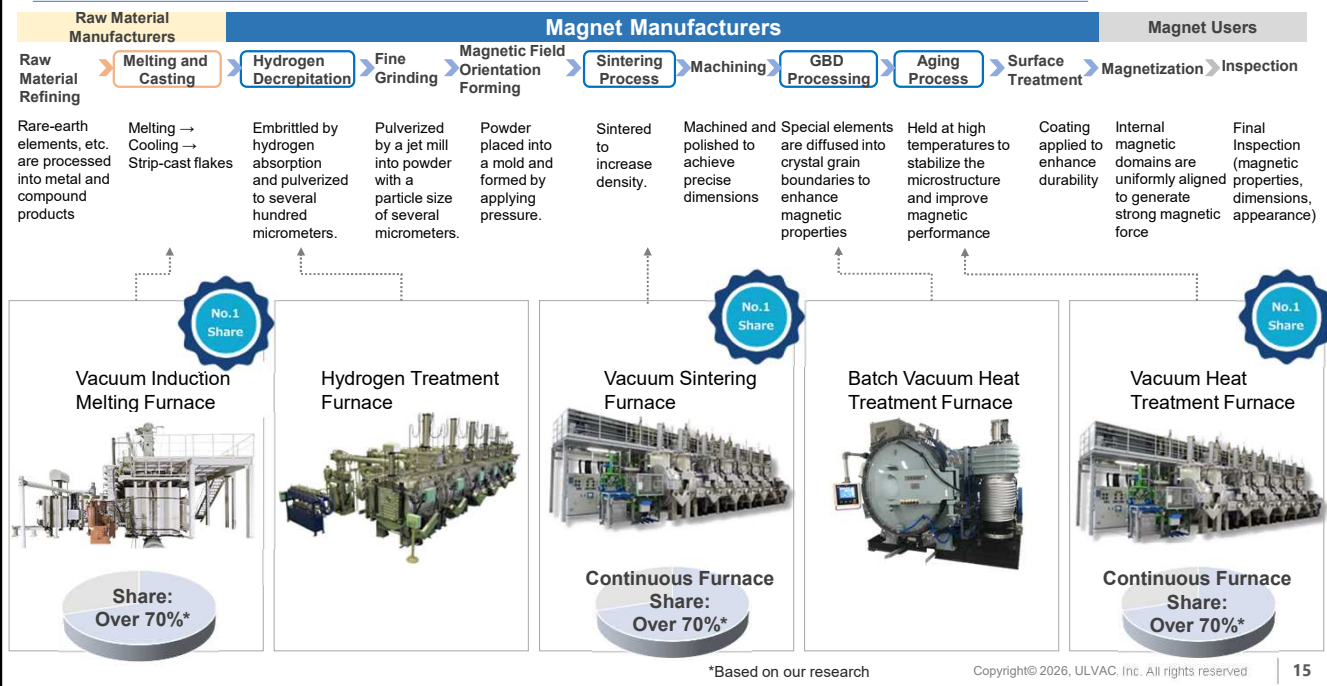 Raw Material
Manufacturers
Magnet Manufacturers
Magnet Users
Raw
Material
Refining
Melting and
Casting
Hydrogen
Decrepitation
Fine
Grinding
Magnetic Field
Orientation
Forming
Sintering
Process
Machining
GBD
Processing
Aging
Process
Surface
Treatment
Magnetization
Inspection
Rare-earth
elements, etc.
are processed
into metal and
compound
products
Melting →
Cooling →
Strip-cast flakes
Embrittled by
hydrogen
absorption
and pulverized
to several
hundred
micrometers.
Pulverized
by a jet mill
into powder
with a
particle size
of several
micrometers.
Powder
placed into
a mold and
formed by
applying
pressure.
Sintered
to
increase
density.
Machined and
polished to
achieve
precise
dimensions
Special elements
are diffused into
crystal grain
boundaries to
enhance
magnetic
properties
Held at high
temperatures to
stabilize the
microstructure
and improve
magnetic
performance
Coating
applied to
enhance
durability
Internal
magnetic
domains are
uniformly aligned
to generate
strong magnetic
force
Final
Inspection
(magnetic
properties,
dimensions,
appearance)
No.1
Share
Vacuum Induction
Melting Furnace
Share:
Over 70%*
Hydrogen Treatment
Furnace
No.1
Share
Vacuum Sintering
Furnace
Continuous Furnace
Share:
Over 70%*
Batch Vacuum Heat
Treatment Furnace
No.1
Share
Vacuum Heat
Treatment Furnace
Continuous Furnace
Share:
Over 70%*
*Based on our research
Copyright© 2026, ULVAC, Inc. All rights reserved
15